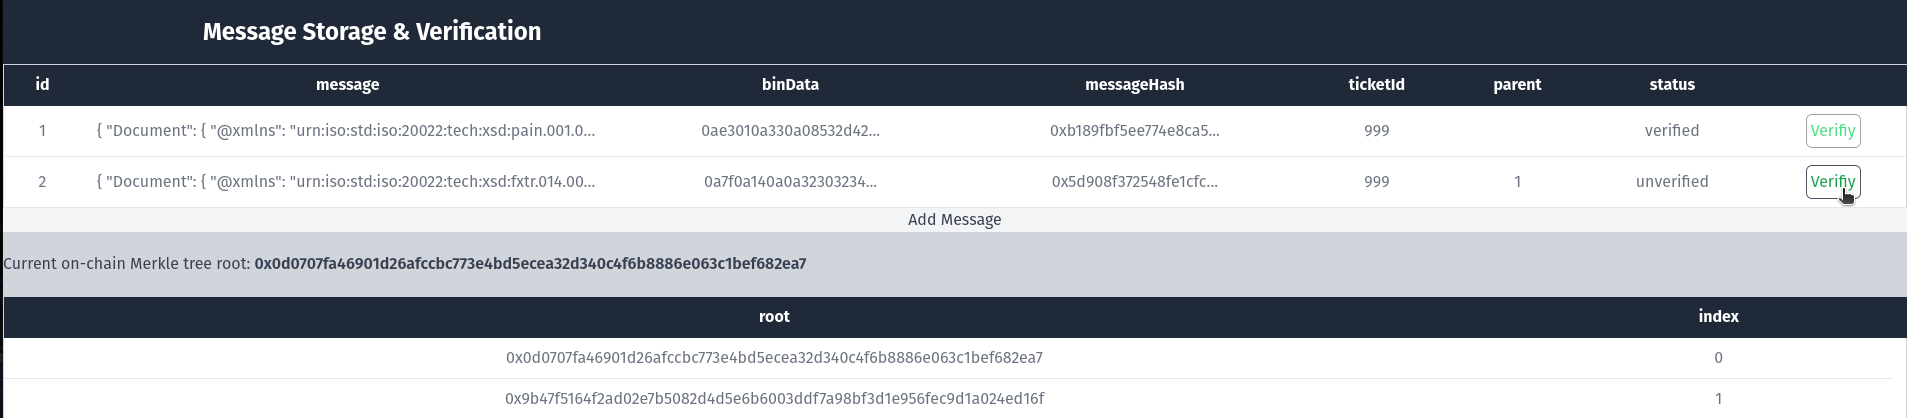 Message Storage & Verification
id message binData messageHash ticketId parent status
1 { "Document": { "@xmlns": "urn:iso:std:iso:20022:tech:xsd:pain.001.0... 0ae3010a330a08532d42... 0xb189fbf5ee774e8ca5... 999 verified Verifiy
2 { "Document": { "@xmlns": "urn:iso:std:iso:20022:tech:xsd:fxtr.014.00... 0a7f0a140a0a32303234... 0x5d908f372548fe1cfc... 999 1 unverified Verifiy
Add Message
Current on-chain Merkle tree root: 0x0d0707fa46901d26afccbc773e4bd5ecea32d340c4f6b8886e063c1bef682ea7
root index
0x0d0707fa46901d26afccbc773e4bd5ecea32d340c4f6b8886e063c1bef682ea7 0
0x9b47f5164f2ad02e7b5082d4d5e6b6003ddf7a98bf3d1e956fec9d1a024ed16f 1